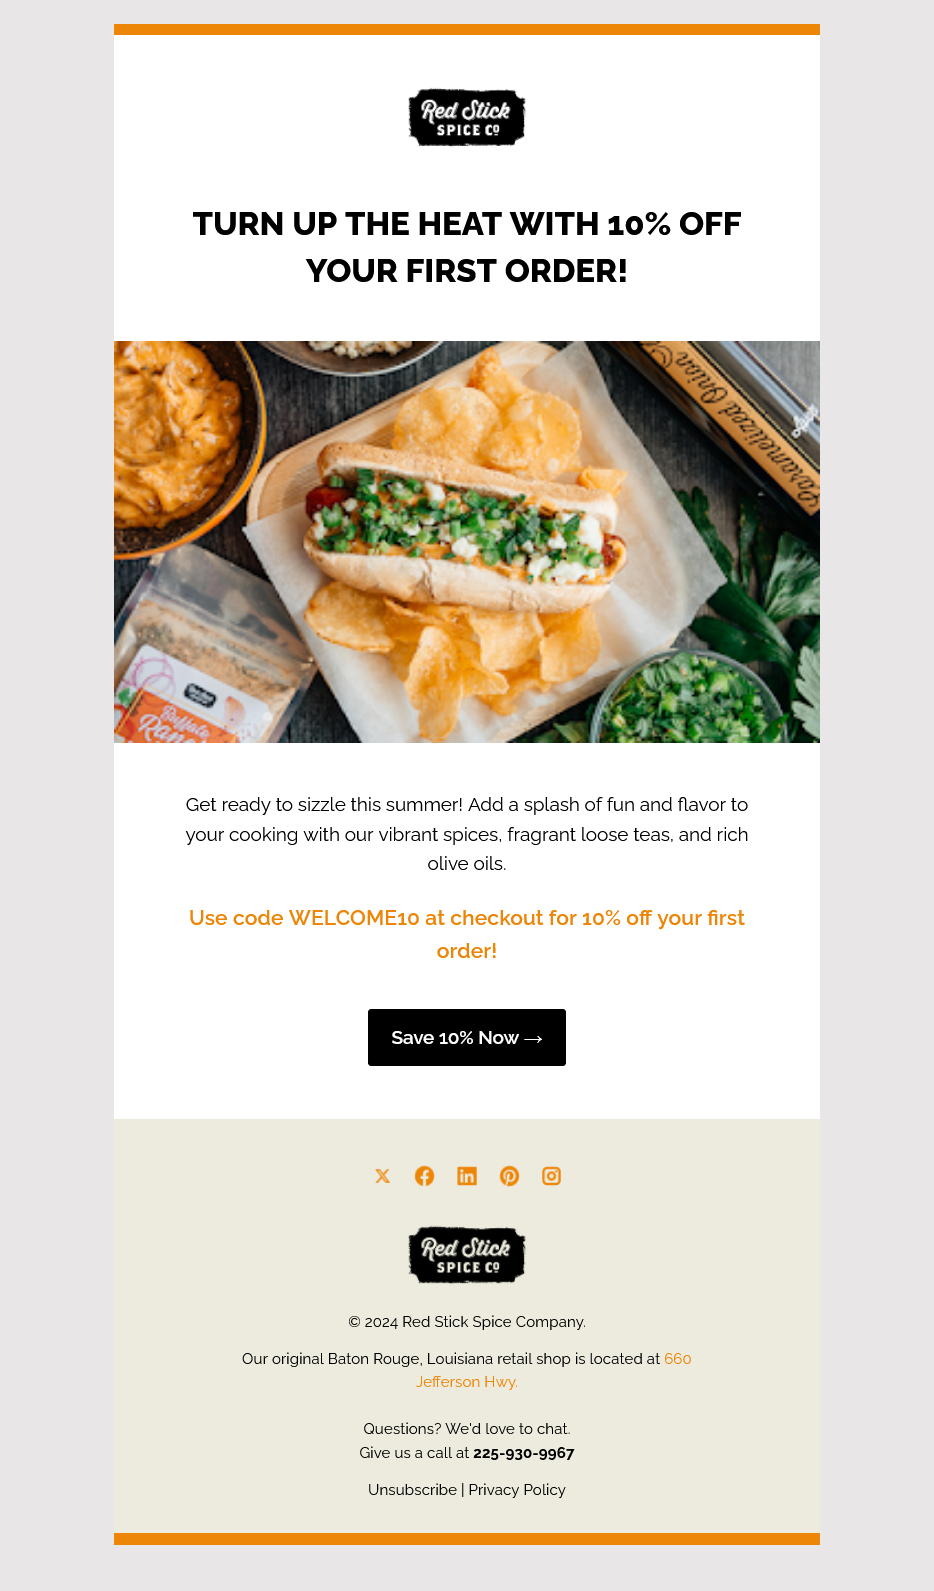 Red Stick
SPICE CO
TURN UP THE HEAT WITH 10% OFF
YOUR FIRST ORDER!
Caramelized Onion
Buffalo
Ranch
Get ready to sizzle this summer! Add a splash of fun and flavor to
your cooking with our vibrant spices, fragrant loose teas, and rich
olive oils.
Use code WELCOME10 at checkout for 10% off your first
order!
Save 10% Now →
Red Stick
SPICE CO
© 2024 Red Stick Spice Company.
Our original Baton Rouge, Louisiana retail shop is located at 660
Jefferson Hwy.
Questions? We'd love to chat.
Give us a call at 225-930-9967
Unsubscribe | Privacy Policy